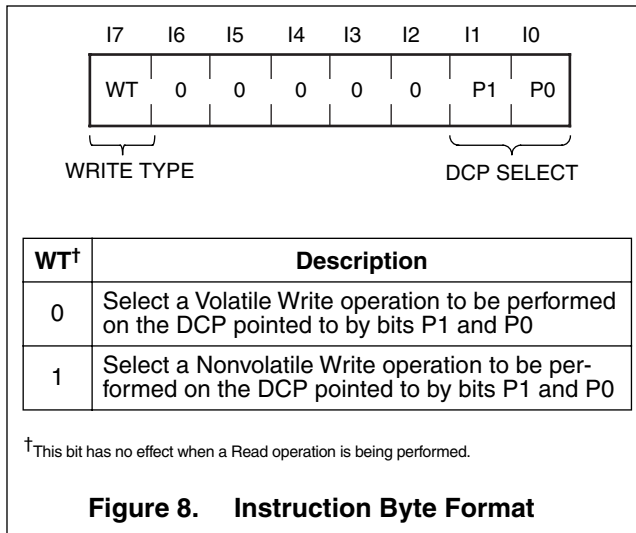 I7 I6 I5 I4 I3 I2 I1 I0
WT 0 0 0 0 0 P1 P0
WRITE TYPE DCP SELECT
WT† Description
0 Select a Volatile Write operation to be performed
on the DCP pointed to by bits P1 and P0
1 Select a Nonvolatile Write operation to be per-
formed on the DCP pointed to by bits P1 and P0
†This bit has no effect when a Read operation is being performed.
Figure 8. Instruction Byte Format